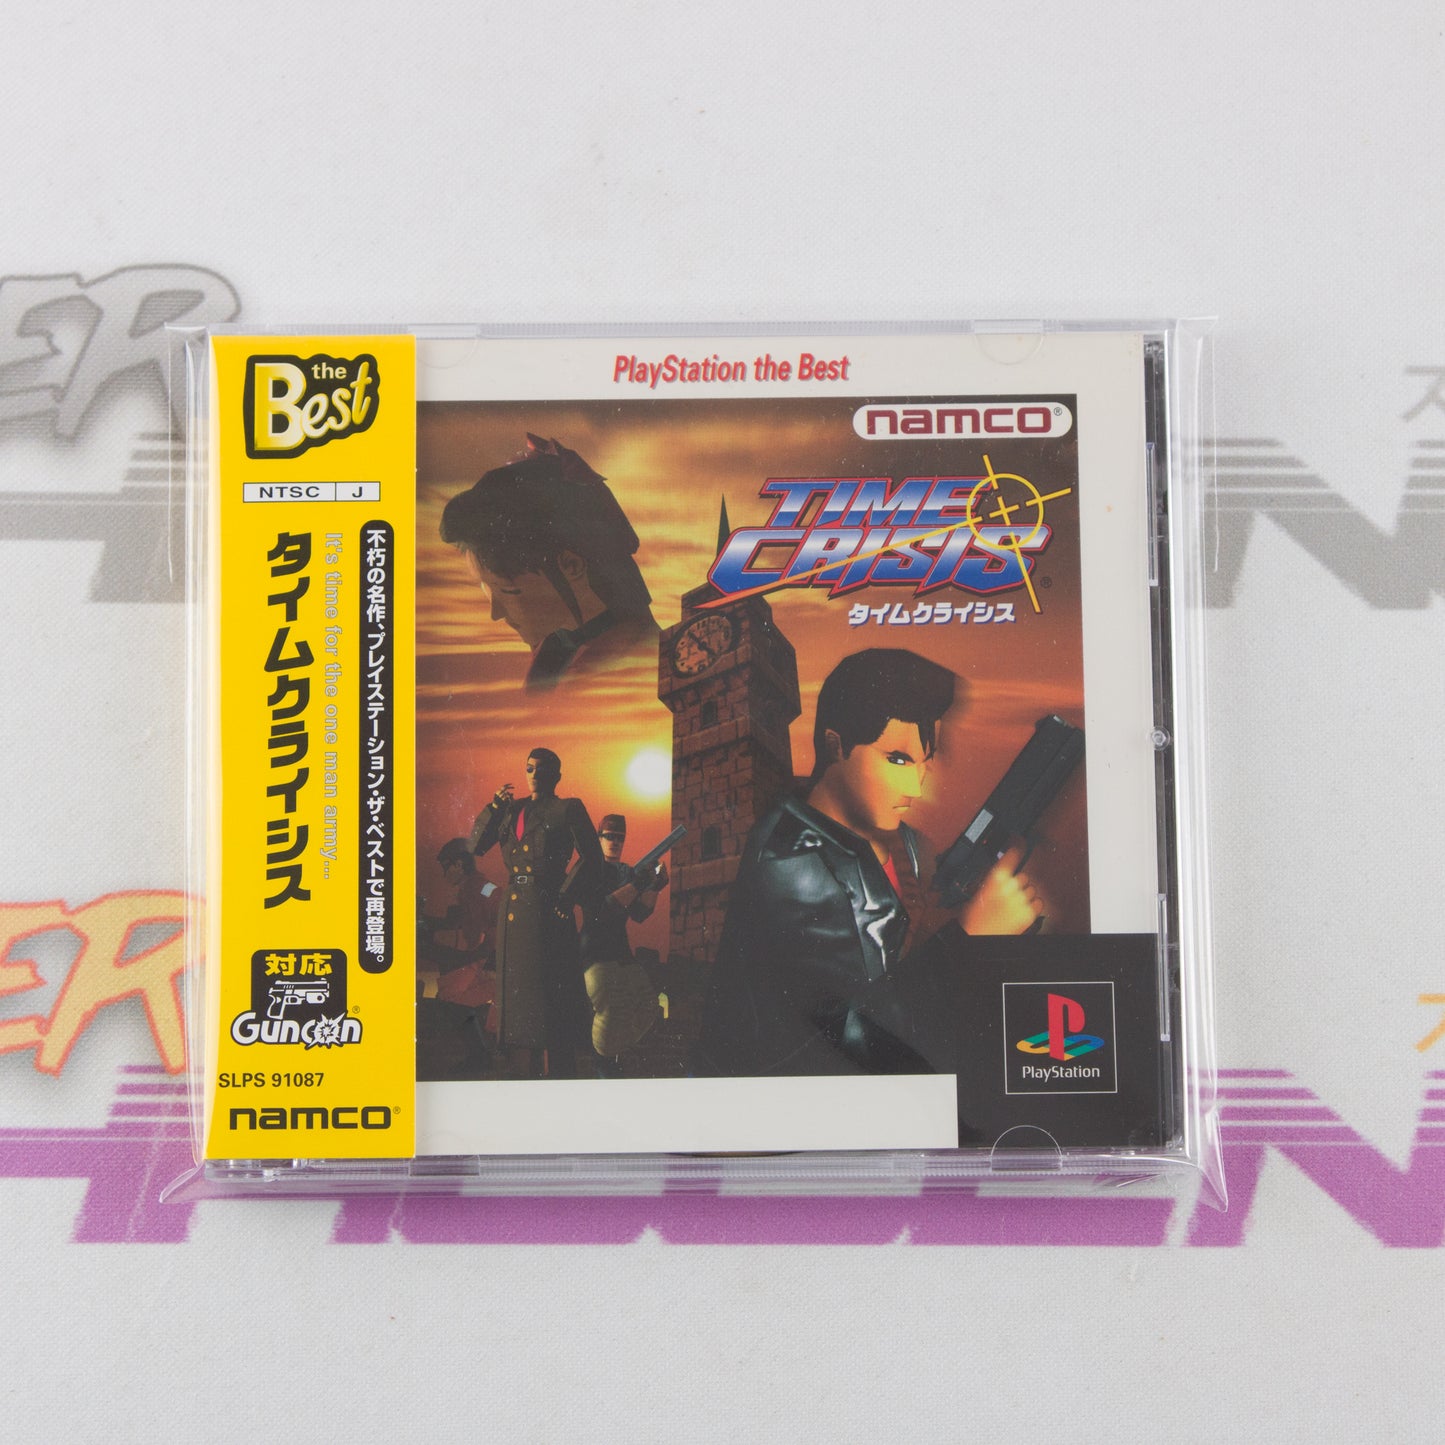 the
Best
NTSC J
タイムクライシス
It's time for the one man army....
不朽の名作、プレイステーション・ザ・ベストで再登場。
対応
GUNCON®
SLPS 91087
namco®
PlayStation the Best
namco®
TIME
CRISIS®
タイムクライシス
PlayStation
ER
ER